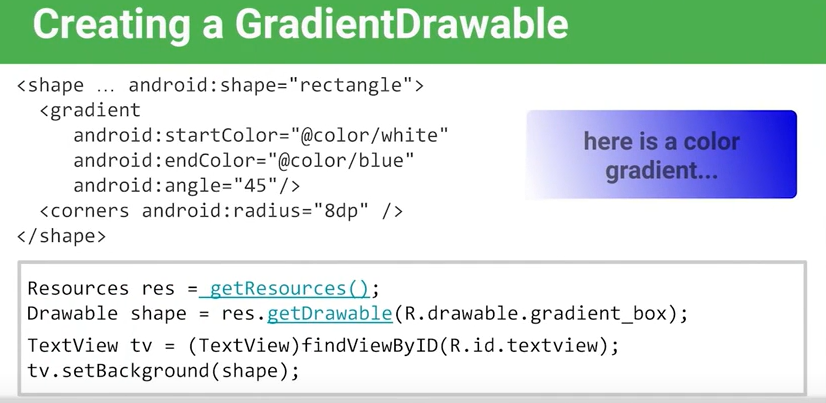 Creating a GradientDrawable
<shape … android:shape="rectangle">
<gradient
android:startColor="@color/white"
android:endColor="@color/blue"
android:angle="45"/>
<corners android:radius="8dp" />
</shape>
here is a color
gradient...
Resources res = getResources();
Drawable shape = res.getDrawable(R.drawable.gradient_box);
TextView tv = (TextView)findViewByID(R.id.textview);
tv.setBackground(shape);